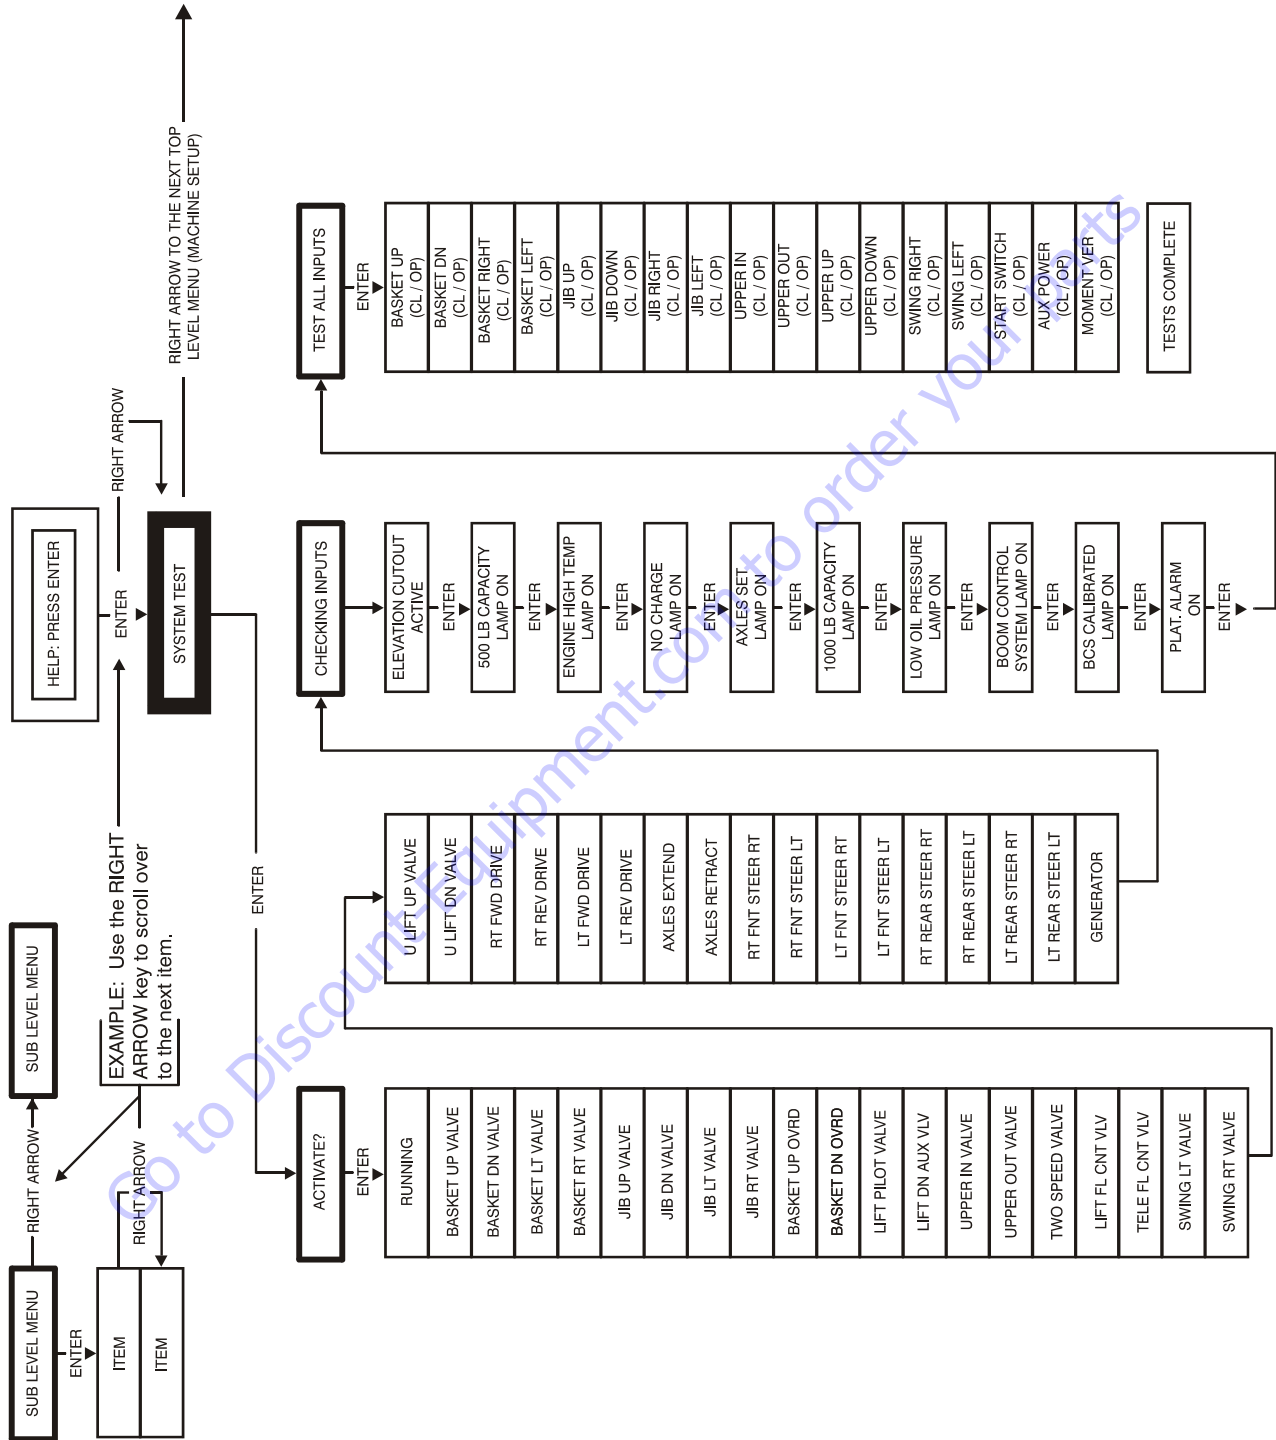 SUB LEVEL MENU
RIGHT ARROW
SUB LEVEL MENU
ENTER
ITEM
ITEM
RIGHT ARROW
EXAMPLE: Use the RIGHT
ARROW key to scroll over
to the next item.
HELP: PRESS ENTER
ENTER
RIGHT ARROW
SYSTEM TEST
RIGHT ARROW TO THE NEXT TOP
LEVEL MENU (MACHINE SETUP)
ENTER
ACTIVATE?
ENTER
RUNNING
BASKET UP VALVE
BASKET DN VALVE
BASKET LT VALVE
BASKET RT VALVE
JIB UP VALVE
JIB DN VALVE
JIB LT VALVE
JIB RT VALVE
BASKET UP OVRD
BASKET DN OVRD
LIFT PILOT VALVE
LIFT DN AUX VLV
UPPER IN VALVE
UPPER OUT VALVE
TWO SPEED VALVE
LIFT FL CNT VLV
TELE FL CNT VLV
SWING LT VALVE
SWING RT VALVE
U LIFT UP VALVE
U LIFT DN VALVE
RT FWD DRIVE
RT REV DRIVE
LT FWD DRIVE
LT REV DRIVE
AXLES EXTEND
AXLES RETRACT
RT FNT STEER RT
RT FNT STEER LT
LT FNT STEER RT
LT FNT STEER LT
RT REAR STEER RT
RT REAR STEER LT
LT REAR STEER RT
LT REAR STEER LT
GENERATOR
CHECKING INPUTS
ELEVATION CUTOUT
ACTIVE
ENTER
500 LB CAPACITY
LAMP ON
ENTER
ENGINE HIGH TEMP
LAMP ON
ENTER
NO CHARGE
LAMP ON
ENTER
AXLES SET
LAMP ON
ENTER
1000 LB CAPACITY
LAMP ON
ENTER
LOW OIL PRESSURE
LAMP ON
ENTER
BOOM CONTROL
SYSTEM LAMP ON
ENTER
BCS CALIBRATED
LAMP ON
ENTER
PLAT. ALARM
ON
ENTER
TEST ALL INPUTS
ENTER
BASKET UP
(CL / OP)
BASKET DN
(CL / OP)
BASKET RIGHT
(CL / OP)
BASKET LEFT
(CL / OP)
JIB UP
(CL / OP)
JIB DOWN
(CL / OP)
JIB RIGHT
(CL / OP)
JIB LEFT
(CL / OP)
UPPER IN
(CL / OP)
UPPER OUT
(CL / OP)
UPPER UP
(CL / OP)
UPPER DOWN
(CL / OP)
SWING RIGHT
(CL / OP)
SWING LEFT
(CL / OP)
START SWITCH
(CL / OP)
AUX POWER
(CL / OP)
MOMENT VER
(CL / OP)
TESTS COMPLETE
Go to Discount-Equipment.com to order your parts